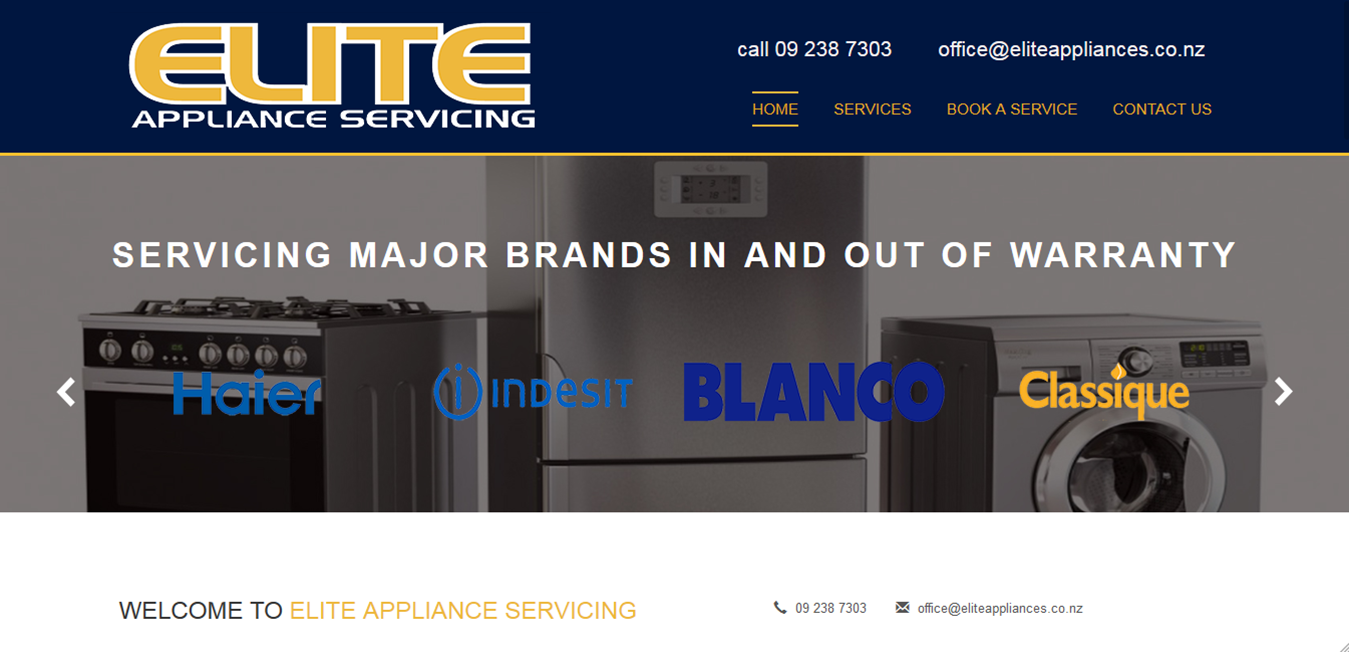 ELITE
APPLIANCE SERVICING
call 09 238 7303 office@eliteappliances.co.nz
HOME SERVICES BOOK A SERVICE CONTACT US
SERVICING MAJOR BRANDS IN AND OUT OF WARRANTY
Haier INDESIT BLANCO Classique
WELCOME TO ELITE APPLIANCE SERVICING 09 238 7303 office@eliteappliances.co.nz